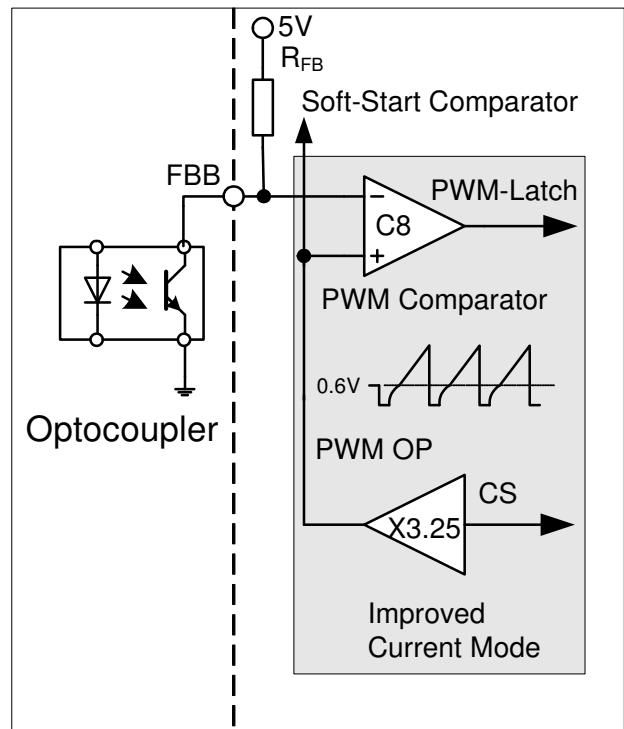 5V
RFB
Soft-Start Comparator
FBB
PWM-Latch
−
C8
+
PWM Comparator
0.6V
Optocoupler
PWM OP
CS
X3.25
Improved
Current Mode